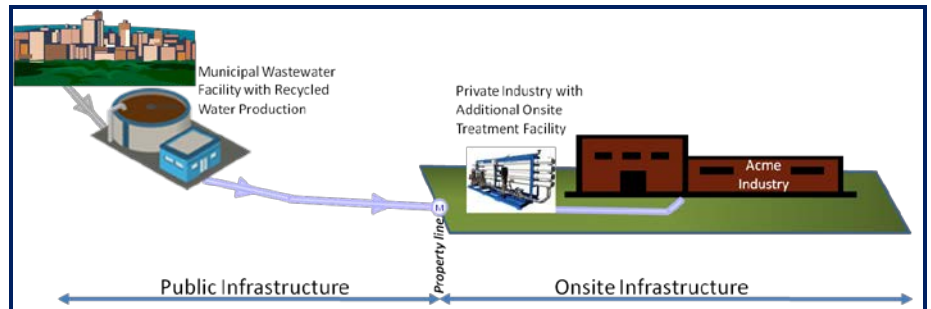 Municipal Wastewater
Facility with Recycled
Water Production
Private Industry with
Additional Onsite
Treatment Facility
Acme
Industry
M
Property line
Public Infrastructure
Onsite Infrastructure